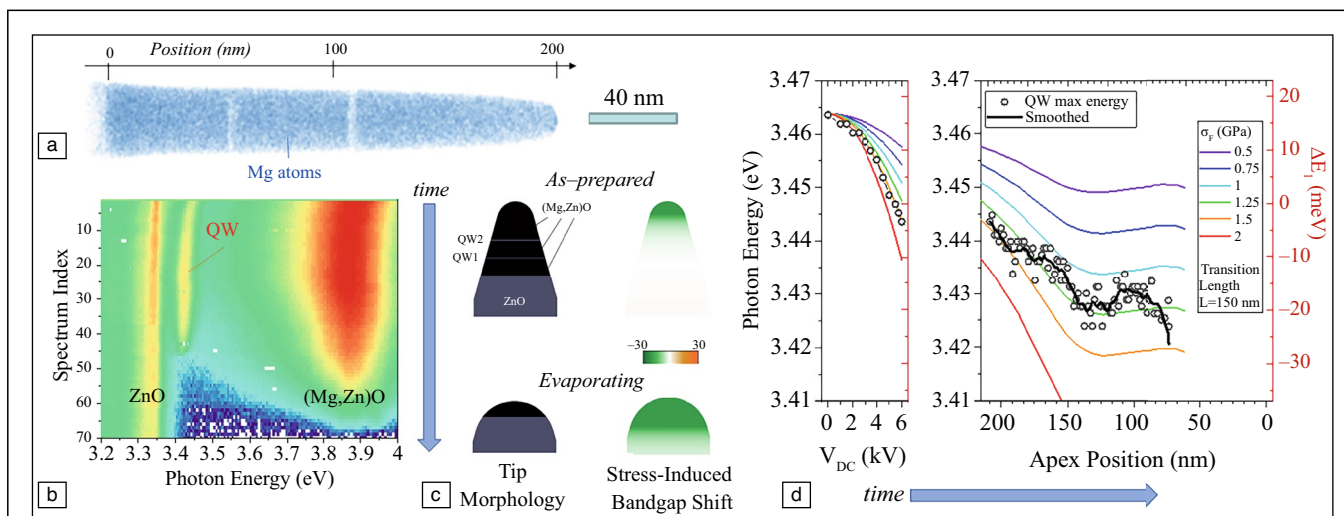 0 Position (nm) 100 200
40 nm
Mg atoms
a
time
QW
ZnO
(Mg,Zn)O
Spectrum Index
0
10
20
30
40
50
60
70
3.2 3.3 3.4 3.5 3.6 3.7 3.8 3.9 4
Photon Energy (eV)
b
As–prepared
(Mg,Zn)O
QW2
QW1
ZnO
−30 30
Evaporating
c
Tip
Morphology
Stress-Induced
Bandgap Shift
Photon Energy (eV)
3.47
3.46
3.45
3.44
3.43
3.42
3.41
0 2 4 6
V_DC (kV)
3.47
3.46
3.45
3.44
3.43
3.42
3.41
QW max energy
Smoothed
σ_F (GPa)
0.5
0.75
1
1.25
1.5
2
Transition
Length
L=150 nm
200 150 100 50 0
Apex Position (nm)
20
10
0
−10
−20
−30
ΔE_1 (meV)
d
time